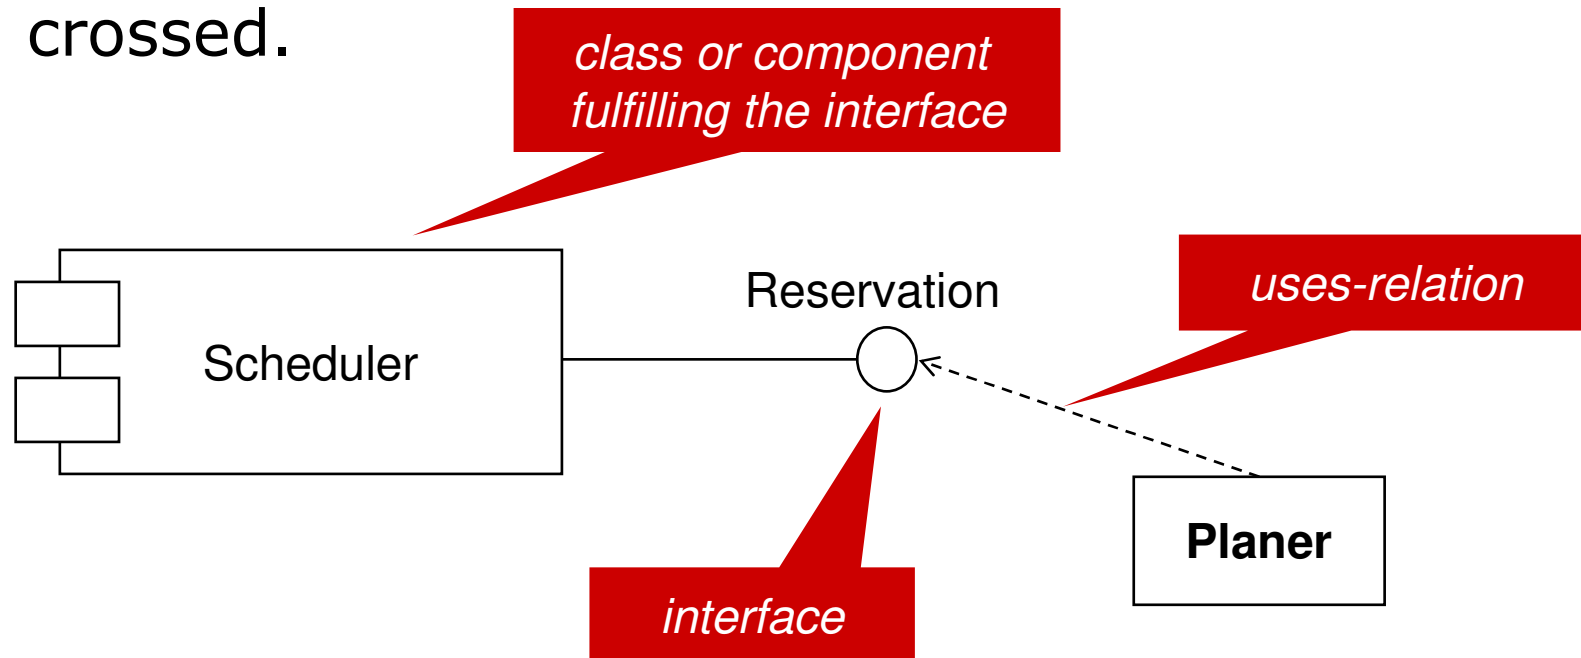 crossed.
class or component
fulfilling the interface
Reservation
uses-relation
Scheduler
Planer
interface